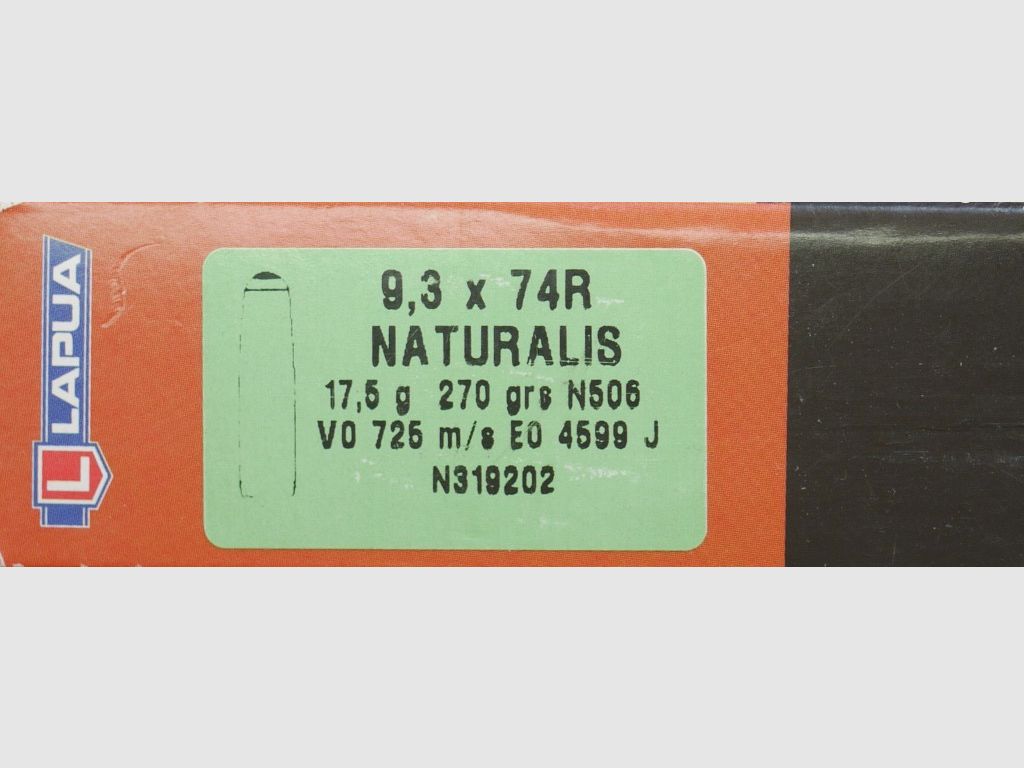 LAPUA
L
9,3 x 74R
NATURALIS
17,5 g 270 grs N506
V0 725 m/s E0 4599 J
N319202